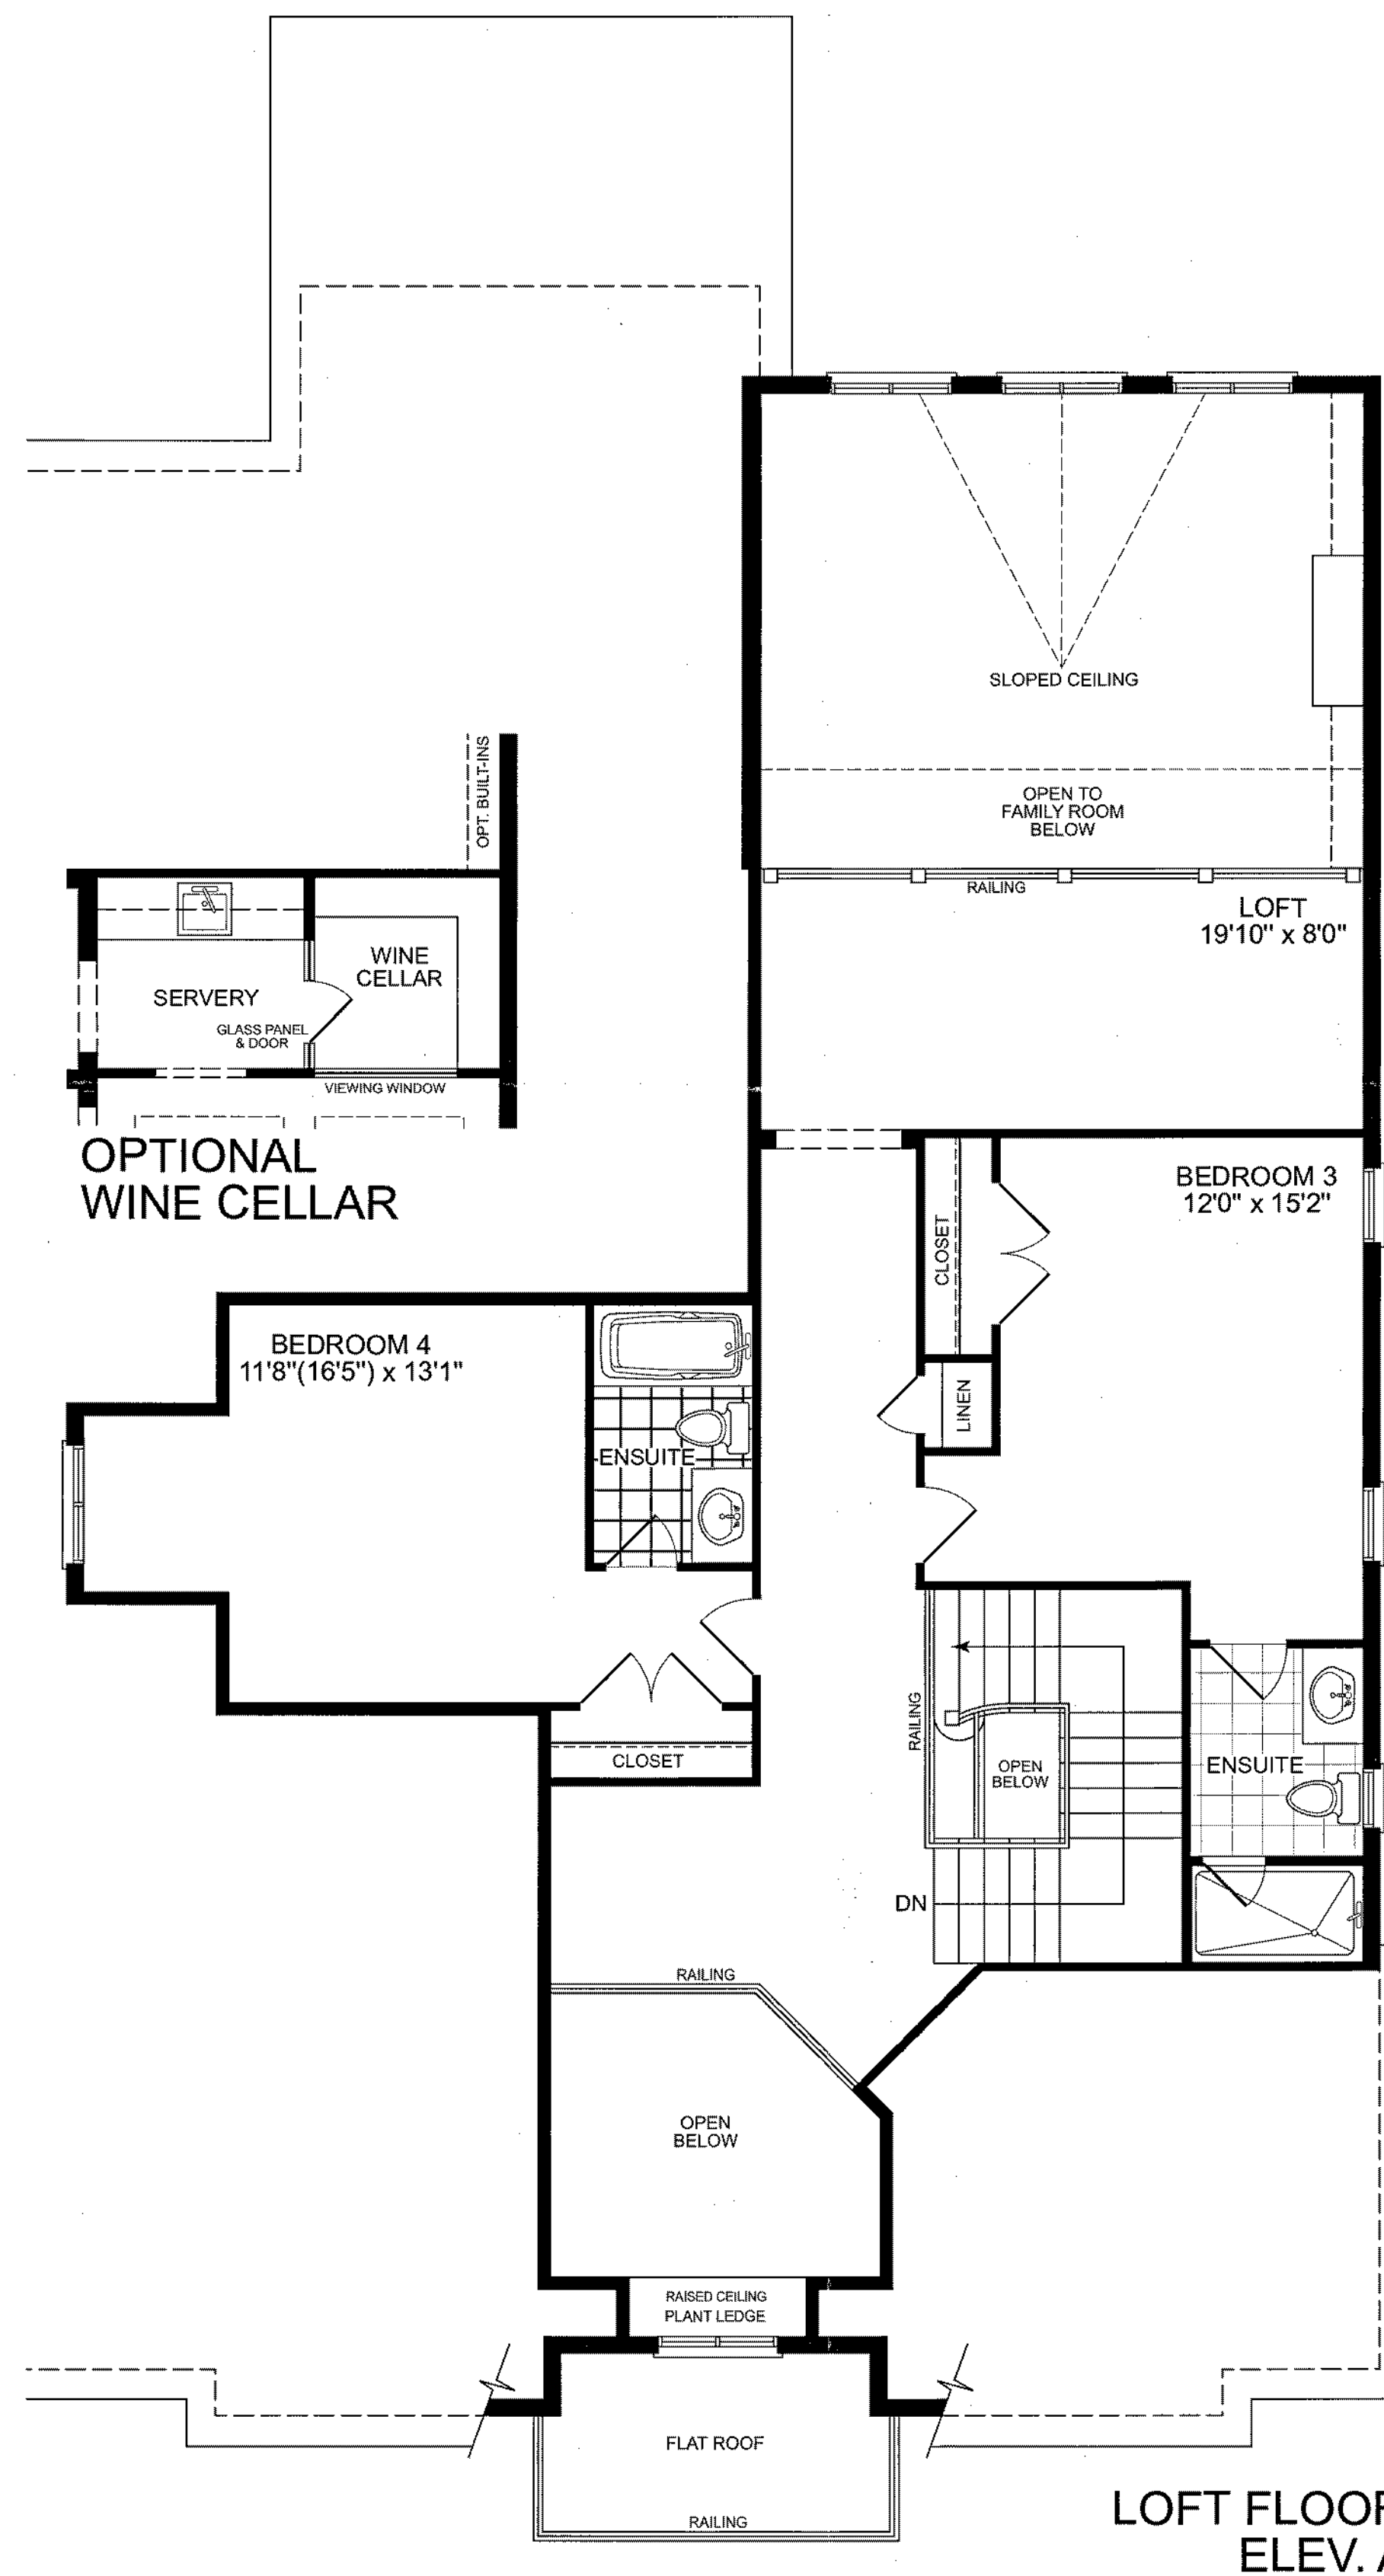 SLOPED CEILING
OPT. BUILT-INS
OPEN TO
FAMILY ROOM
BELOW
RAILING
LOFT
19'10" x 8'0"
WINE
CELLAR
SERVERY
GLASS PANEL
& DOOR
VIEWING WINDOW
OPTIONAL
WINE CELLAR
BEDROOM 3
12'0" x 15'2"
CLOSET
BEDROOM 4
11'8"(16'5") x 13'1"
LINEN
ENSUITE
RAILING
CLOSET
OPEN
BELOW
ENSUITE
DN
RAILING
OPEN
BELOW
RAISED CEILING
PLANT LEDGE
FLAT ROOF
RAILING
LOFT FLOOR
ELEV. A